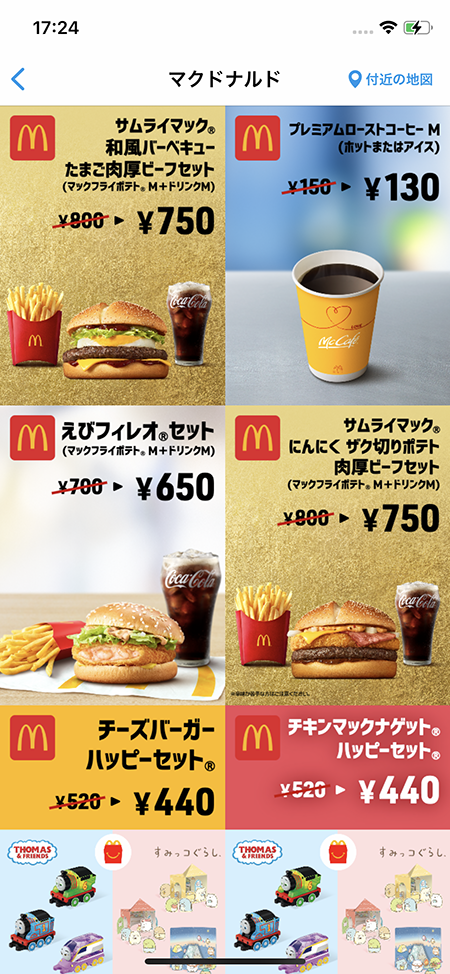 17:24
マクドナルド
付近の地図
サムライマック®
和風バーベキュー
たまご肉厚ビーフセット
(マックフライポテト® M+ドリンクM)
¥800 ▶ ¥750
プレミアムローストコーヒー M
(ホットまたはアイス)
¥150 ▶ ¥130
Coca-Cola
McCafé
えびフィレオ®セット
(マックフライポテト® M+ドリンクM)
¥700 ▶ ¥650
Coca-Cola
サムライマック®
にんにく ザク切りポテト
肉厚ビーフセット
(マックフライポテト® M+ドリンクM)
¥800 ▶ ¥750
Coca-Cola
チーズバーガー
ハッピーセット®
¥520 ▶ ¥440
チキンマックナゲット®
ハッピーセット®
¥520 ▶ ¥440
THOMAS
& FRIENDS
すみっコぐらし
THOMAS
& FRIENDS
すみっコぐらし